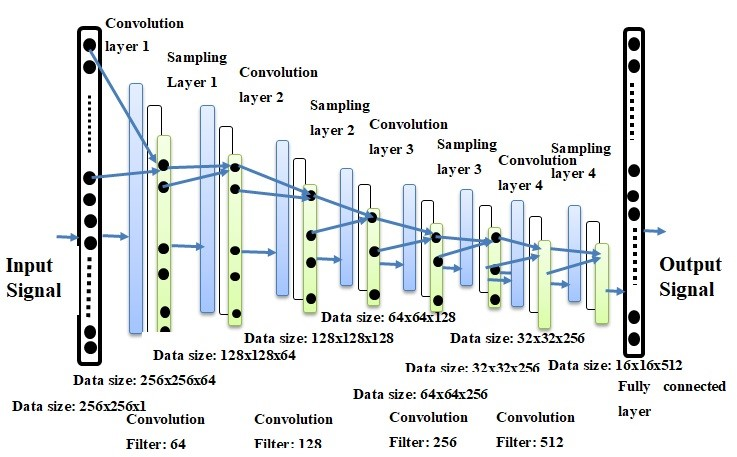 Convolution
layer 1
Sampling
Layer 1
Convolution
layer 2
Sampling
layer 2
Convolution
layer 3
Sampling
layer 3
Convolution
layer 4
Sampling
layer 4
Input
Signal
Output
Signal
Data size: 64x64x128
Data size: 128x128x128
Data size: 32x32x256
Data size: 128x128x64
Data size: 32x32x256
Data size: 16x16x512
Data size: 256x256x64
Data size: 64x64x256
Fully connected
layer
Data size: 256x256x1
Convolution
Filter: 64
Convolution
Filter: 128
Convolution
Filter: 256
Convolution
Filter: 512